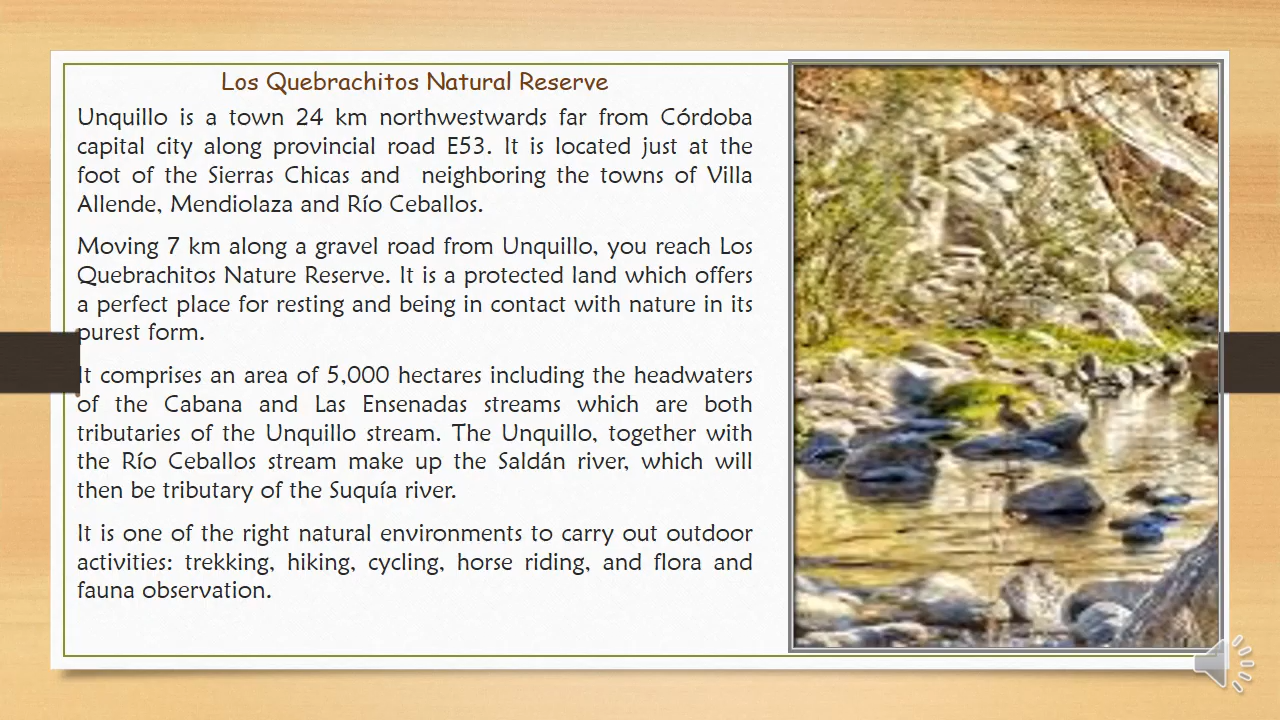 Los Quebrachitos Natural Reserve
Unquillo is a town 24 km northwestwards far from Córdoba
capital city along provincial road E53. It is located just at the
foot of the Sierras Chicas and  neighboring the towns of Villa
Allende, Mendiolaza and Río Ceballos.
Moving 7 km along a gravel road from Unquillo, you reach Los
Quebrachitos Nature Reserve. It is a protected land which offers
a perfect place for resting and being in contact with nature in its
purest form.
It comprises an area of 5,000 hectares including the headwaters
of the Cabana and Las Ensenadas streams which are both
tributaries of the Unquillo stream. The Unquillo, together with
the Río Ceballos stream make up the Saldán river, which will
then be tributary of the Suquía river.
It is one of the right natural environments to carry out outdoor
activities: trekking, hiking, cycling, horse riding, and flora and
fauna observation.